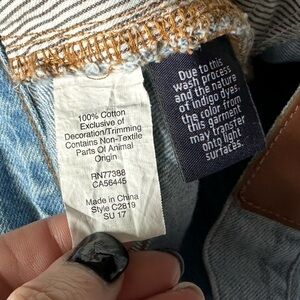 100% Cotton
Exclusive of
Decoration/Trimming
Contains Non-Textile
Parts Of Animal
Origin
RN77388
CA56445
Made in China
Style C2819
SU 17
Due to this
wash process
and the nature
of indigo dyes,
the color from
this garment
may transfer
onto light
surfaces.